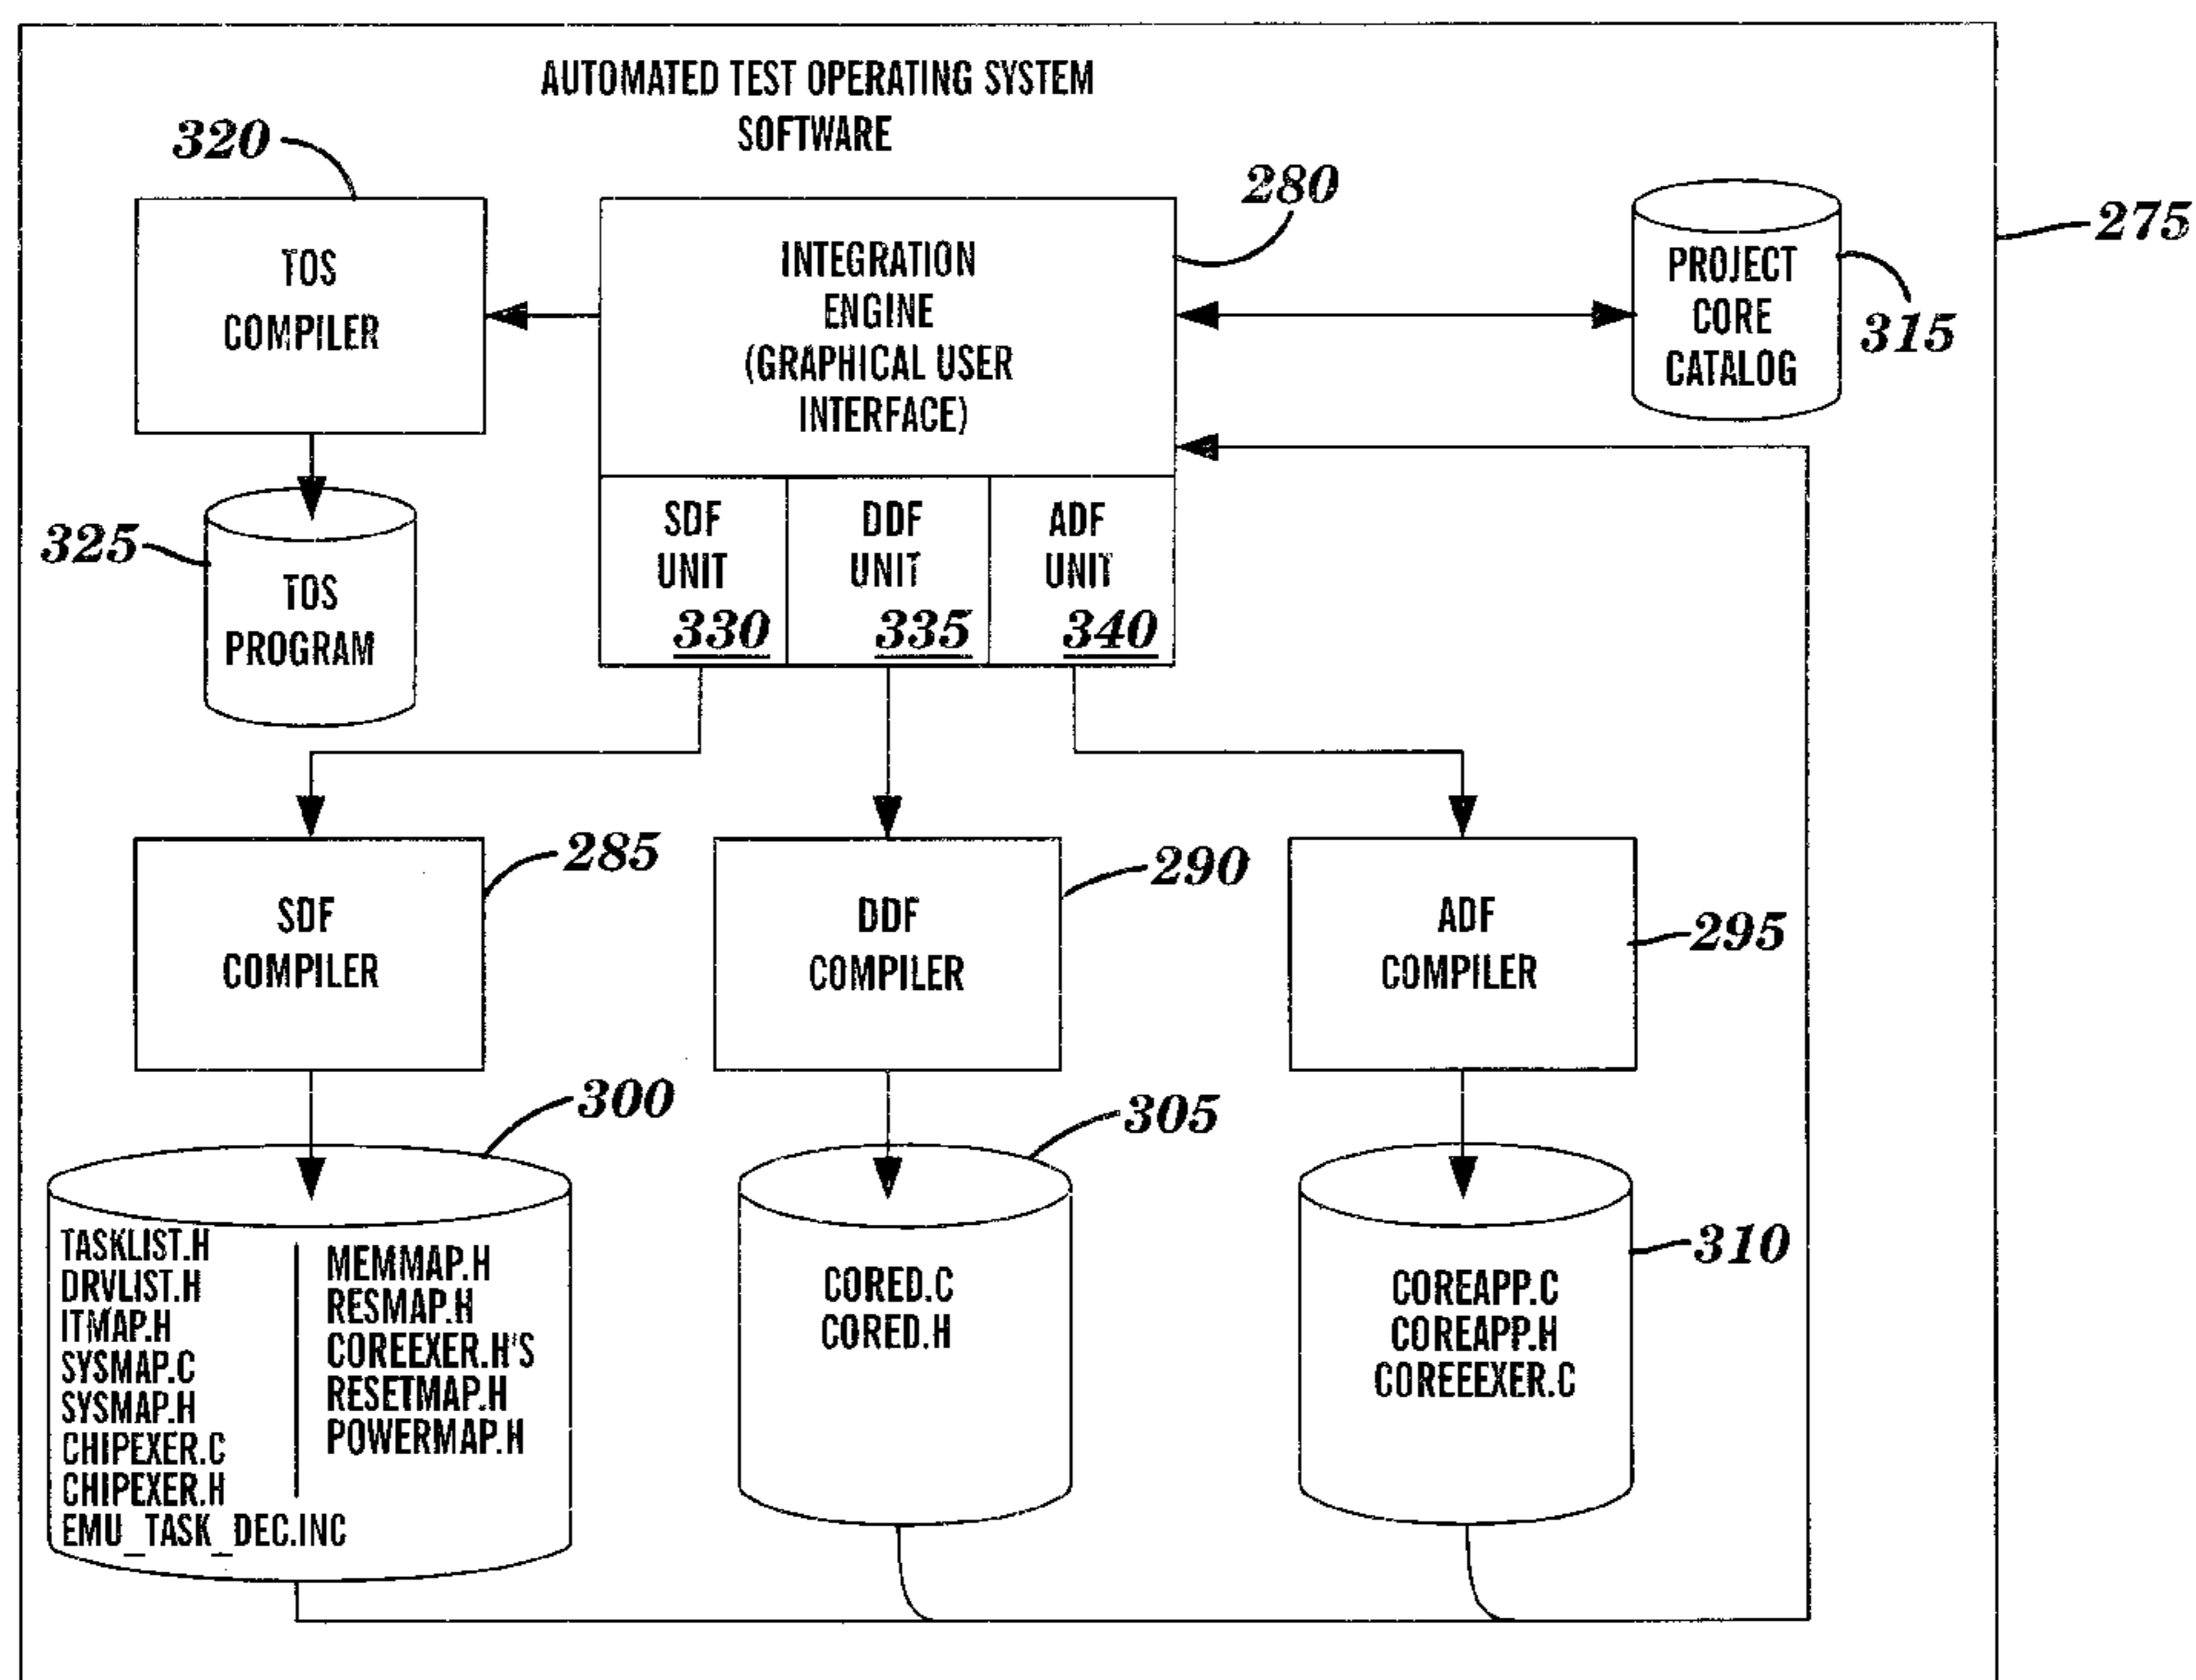 AUTOMATED TEST OPERATING SYSTEM
SOFTWARE
320
280
275
TOS
COMPILER
INTEGRATION
ENGINE
(GRAPHICAL USER
INTERFACE)
PROJECT
CORE
CATALOG
315
325
TOS
PROGRAM
SDF
UNIT
330
DDF
UNIT
335
ADF
UNIT
340
285
SDF
COMPILER
290
DDF
COMPILER
295
ADF
COMPILER
300
TASKLIST.H
DRVLIST.H
ITMAP.H
SYSMAP.C
SYSMAP.H
CHIPEXER.C
CHIPEXER.H
EMU_TASK_DEC.INC
MEMMAP.H
RESMAP.H
COREEXER.H'S
RESETMAP.H
POWERMAP.H
305
CORED.C
CORED.H
310
COREAPP.C
COREAPP.H
COREEEXER.C